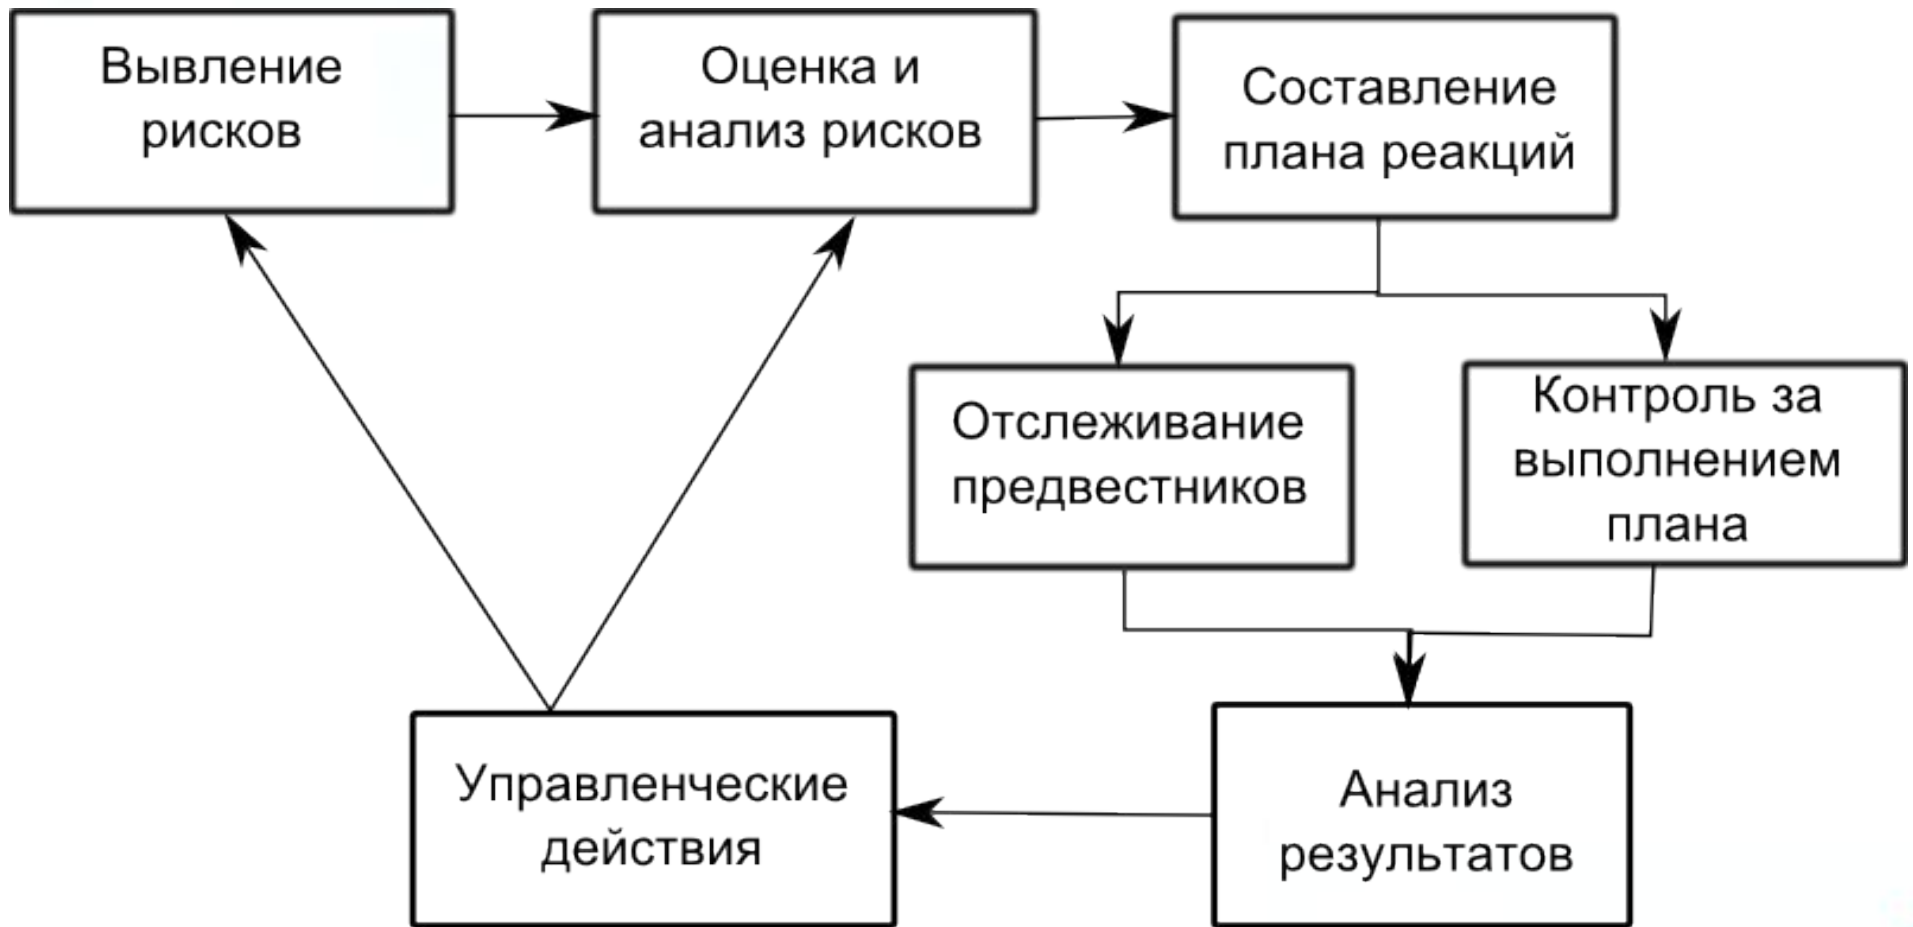 Вывление
рисков
Оценка и
анализ рисков
Составление
плана реакций
Отслеживание
предвестников
Контроль за
выполнением
плана
Управленческие
действия
Анализ
результатов